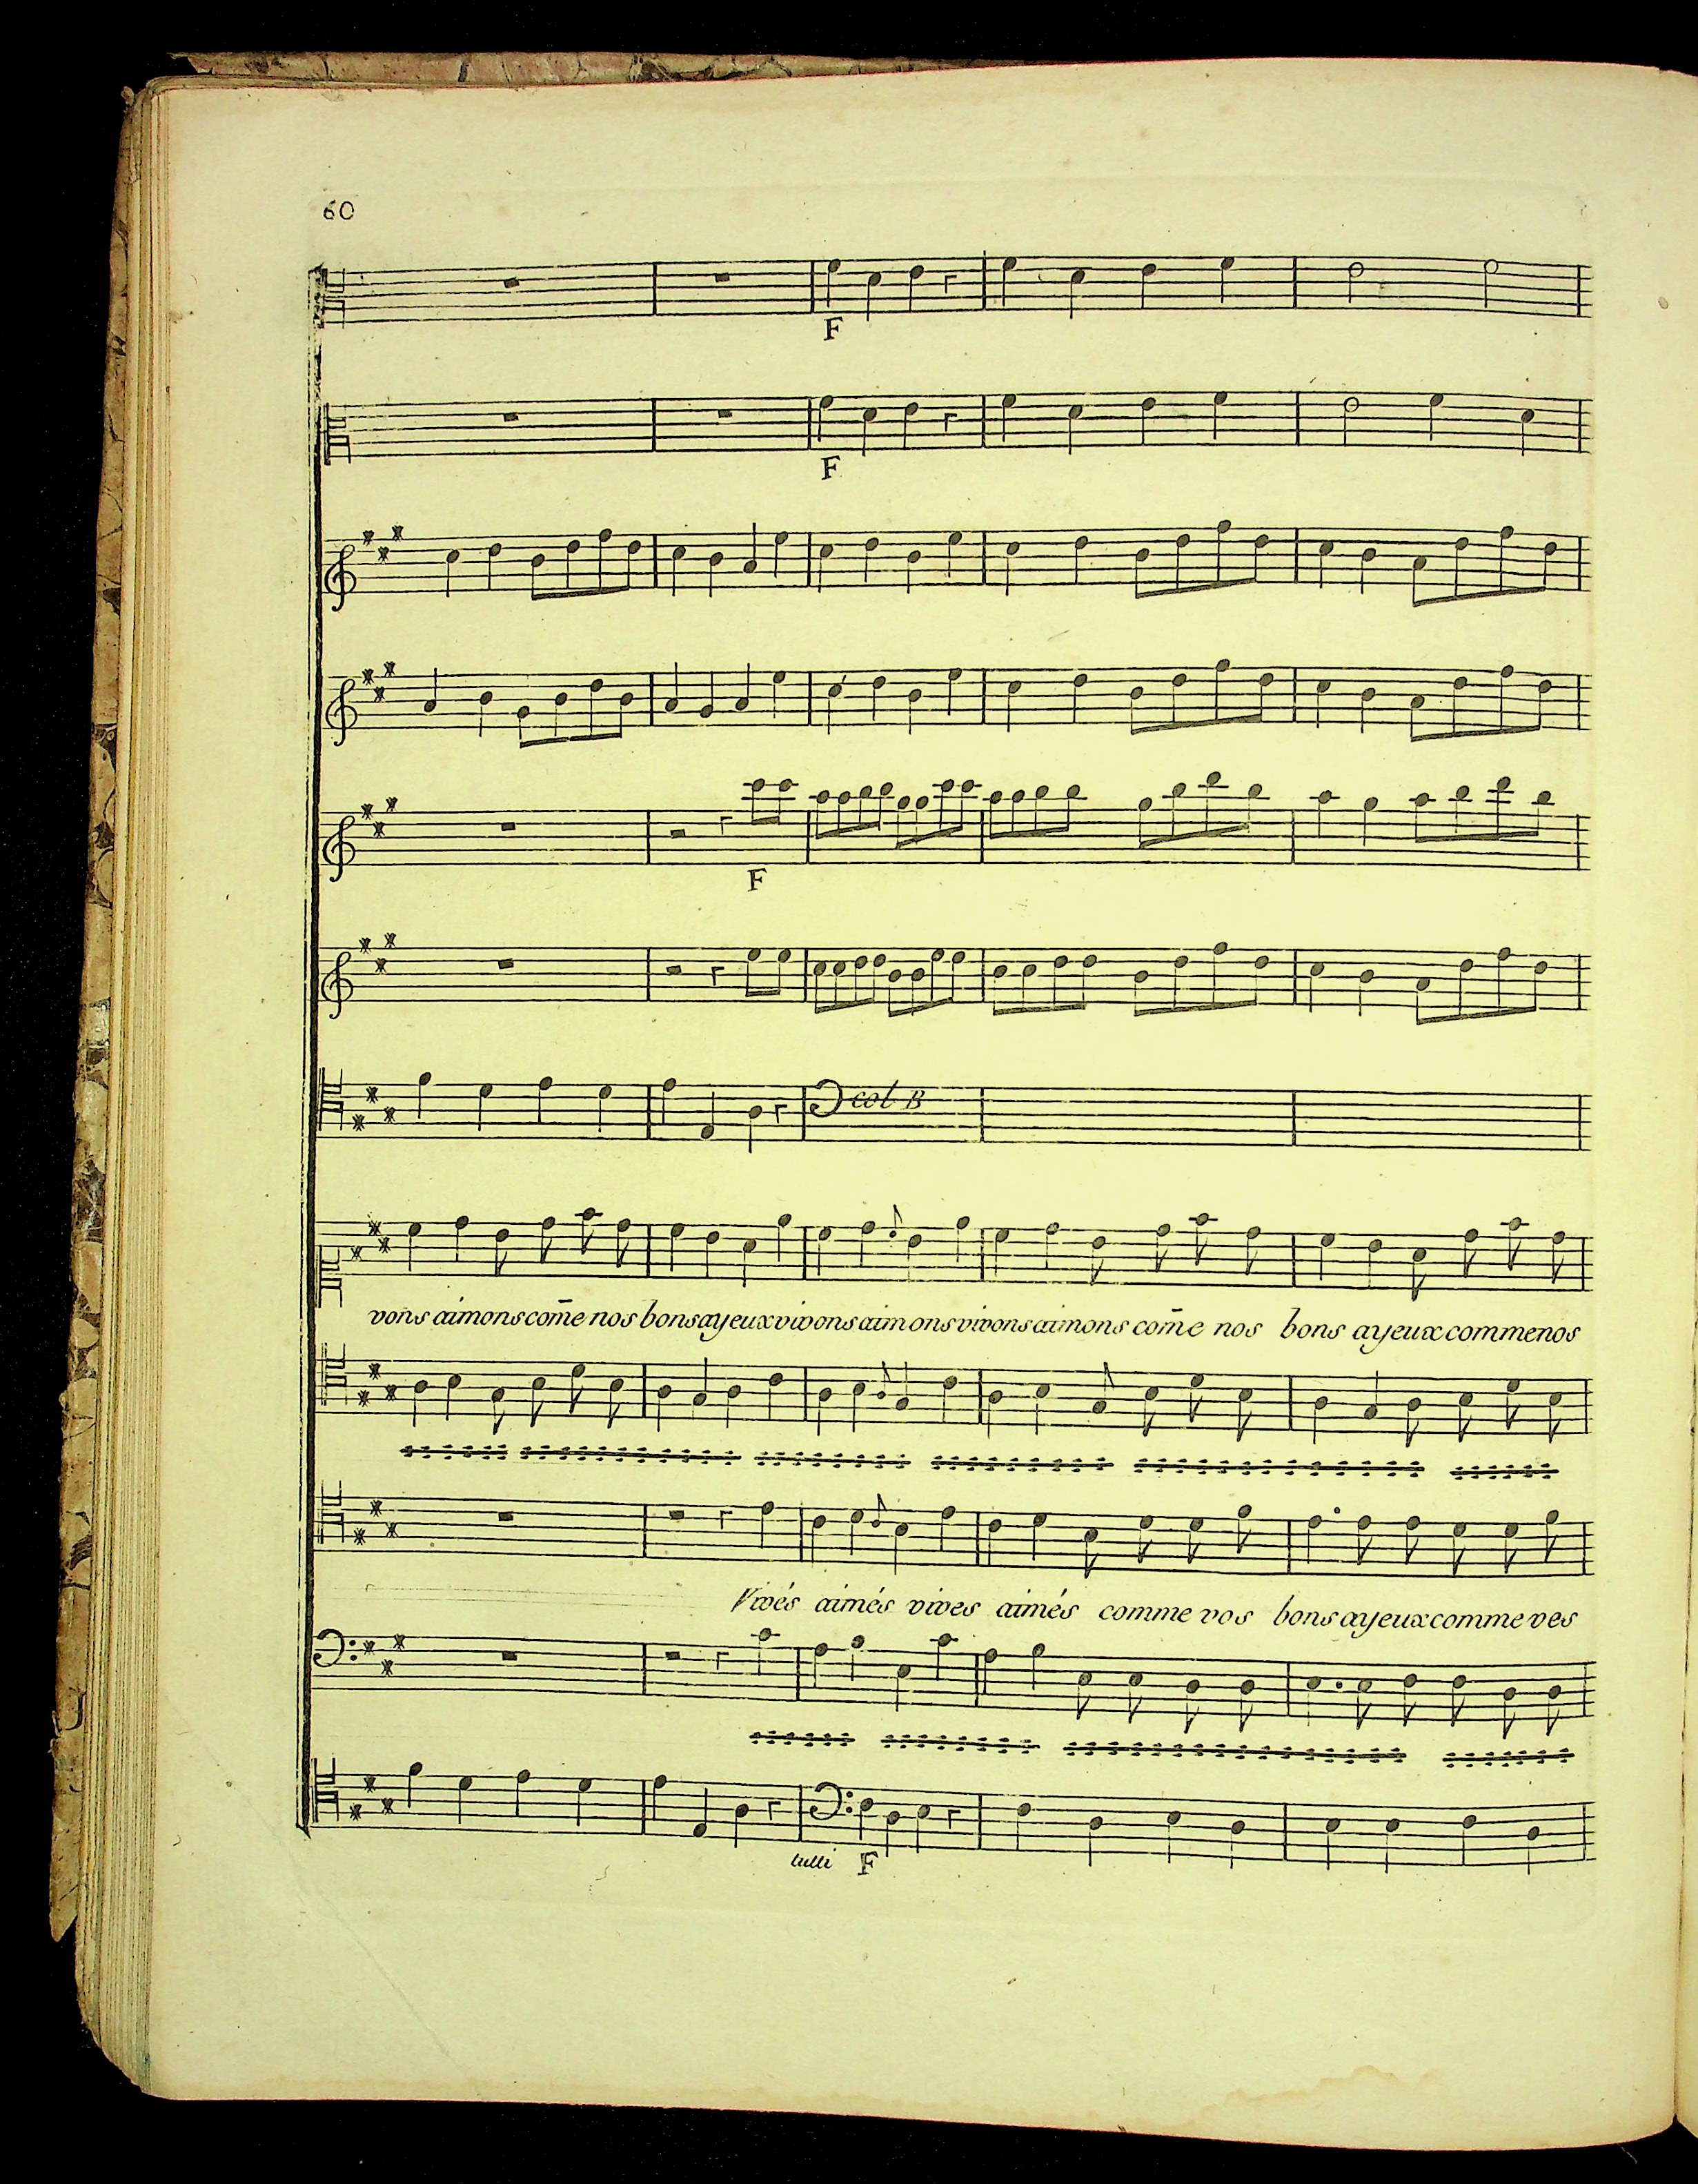 60
F
F
F
col B
vons aimons com̄e nos bons ayeux vivons aimons vivons aimons com̄e nos bons ayeux comme nos
Vivés aimés vives aimés comme vos bons ayeux comme ves
tutti F